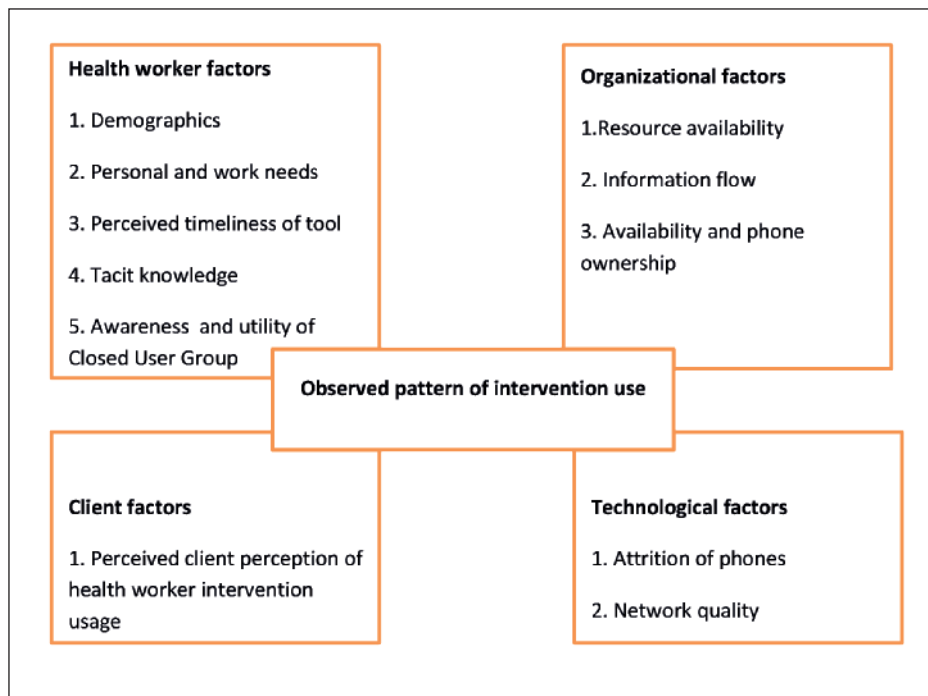 Health worker factors
1. Demographics
2. Personal and work needs
3. Perceived timeliness of tool
4. Tacit knowledge
5. Awareness and utility of
Closed User Group
Organizational factors
1.Resource availability
2. Information flow
3. Availability and phone
ownership
Observed pattern of intervention use
Client factors
1. Perceived client perception of
health worker intervention
usage
Technological factors
1. Attrition of phones
2. Network quality